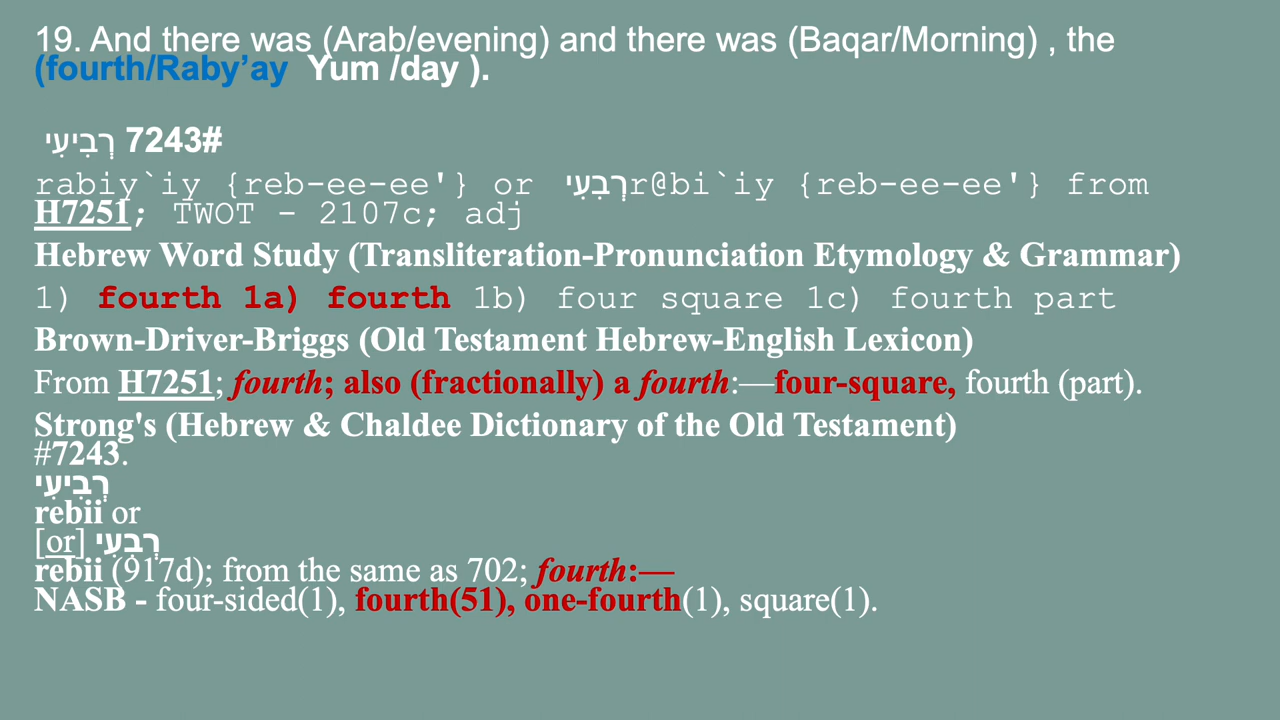 19. And there was (Arab/evening) and there was (Baqar/Morning) , the
(fourth/Raby’ay Yum /day ).
רְבִיעִי 7243#
rabiy`iy {reb-ee-ee'} or רְבִעִי r@bi`iy {reb-ee-ee'} from
H7251; TWOT - 2107c; adj
Hebrew Word Study (Transliteration-Pronunciation Etymology & Grammar)
1) fourth 1a) fourth 1b) four square 1c) fourth part
Brown-Driver-Briggs (Old Testament Hebrew-English Lexicon)
From H7251; fourth; also (fractionally) a fourth:—four-square, fourth (part).
Strong's (Hebrew & Chaldee Dictionary of the Old Testament)
#7243.
רְבִיעִי
rebii or
[or] רְבִעִי
rebii (917d); from the same as 702; fourth:—
NASB - four-sided(1), fourth(51), one-fourth(1), square(1).